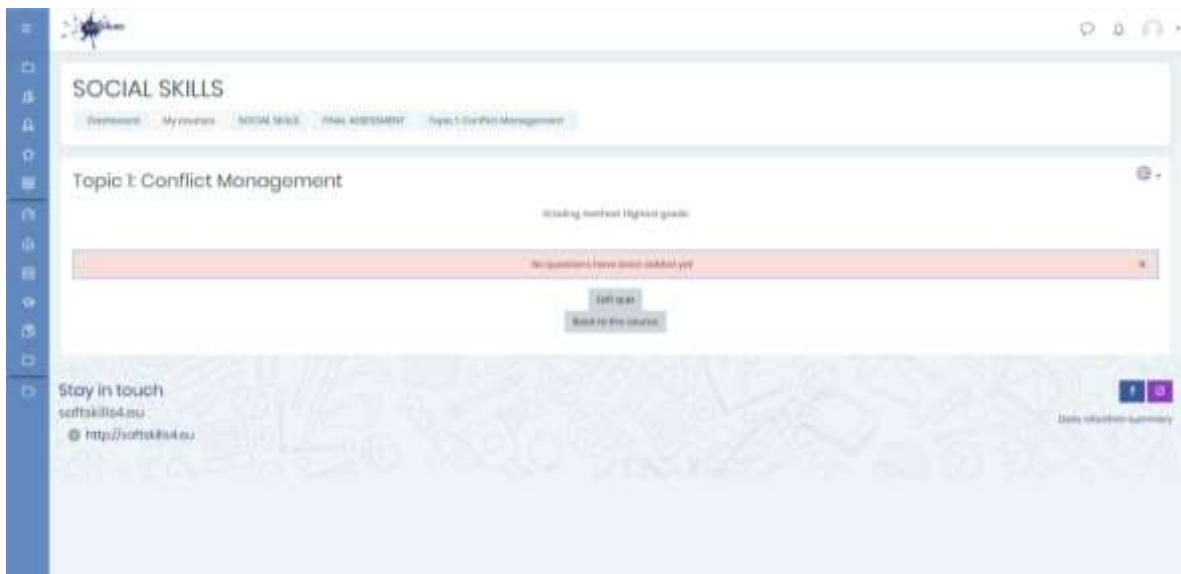 SOCIAL SKILLS
Dashboard My courses SOCIAL SKILLS FINAL ASSESSMENT Topic 1: Conflict Management
Topic 1: Conflict Management
Grading method: Highest grade
No questions have been added yet
Edit quiz
Back to the course
Stay in touch
softskills4.eu
http://softskills4.eu
Data retention summary